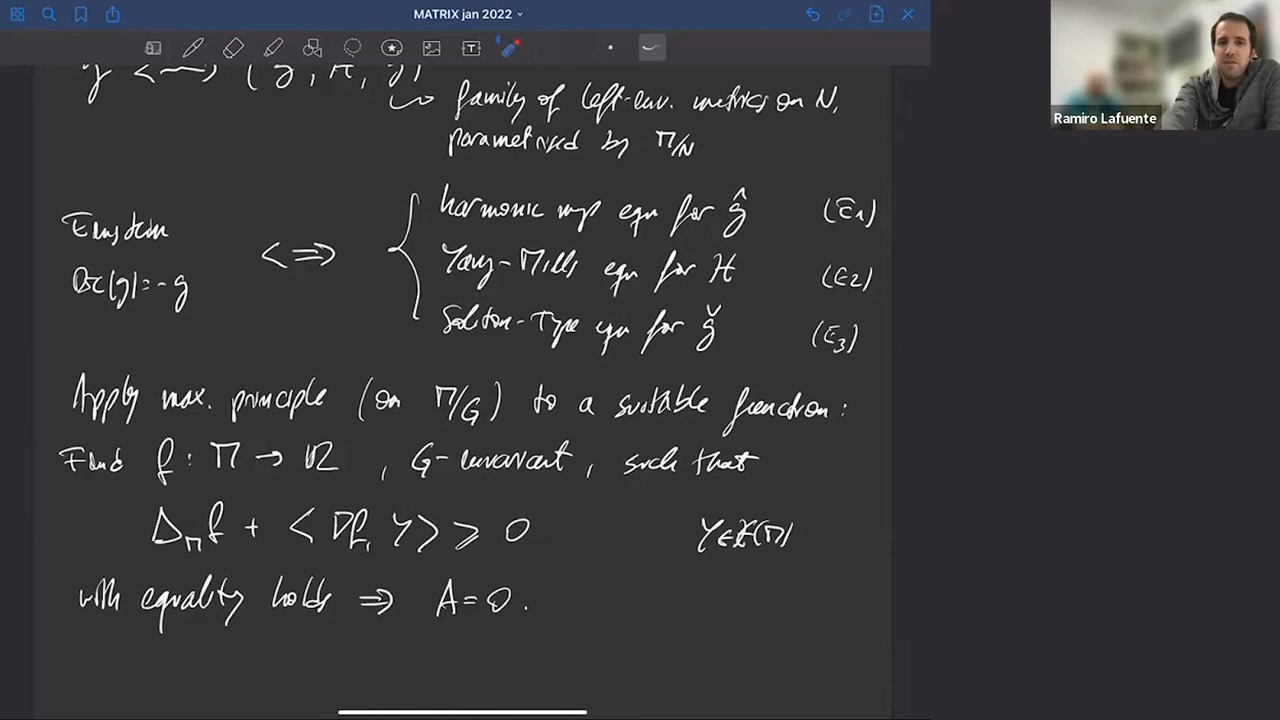 MATRIX jan 2022
g <~~> (
family of left-inv. metrics on N,
parametrised by M/N
Einstein
Ric(g) = -g
<=>
harmonic map eqn for ĝ (E1)
Yang-Mills eqn for H (E2)
Soliton-Type eqn for ǧ (E3)
Apply max. principle (on M/G) to a suitable function:
Find f: M → ℝ, G-invariant, such that
Δ_M f + <∇f, Y> ≥ 0 Y ∈ 𝔛(M)
with equality holds ⇒ A = 0.
Ramiro Lafuente